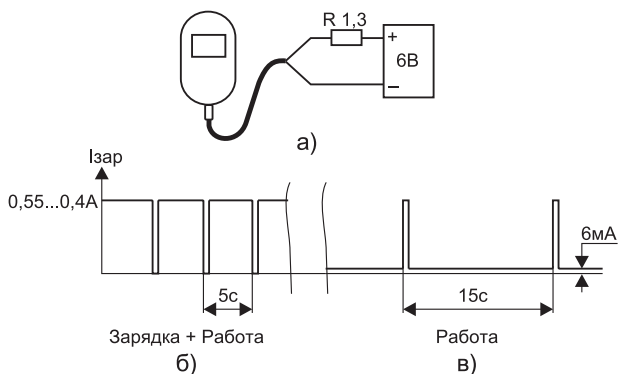 R 1,3
+
6В
–
а)
Iзар
0,55...0,4А
6мА
5с
15с
Зарядка + Работа
Работа
б)
в)